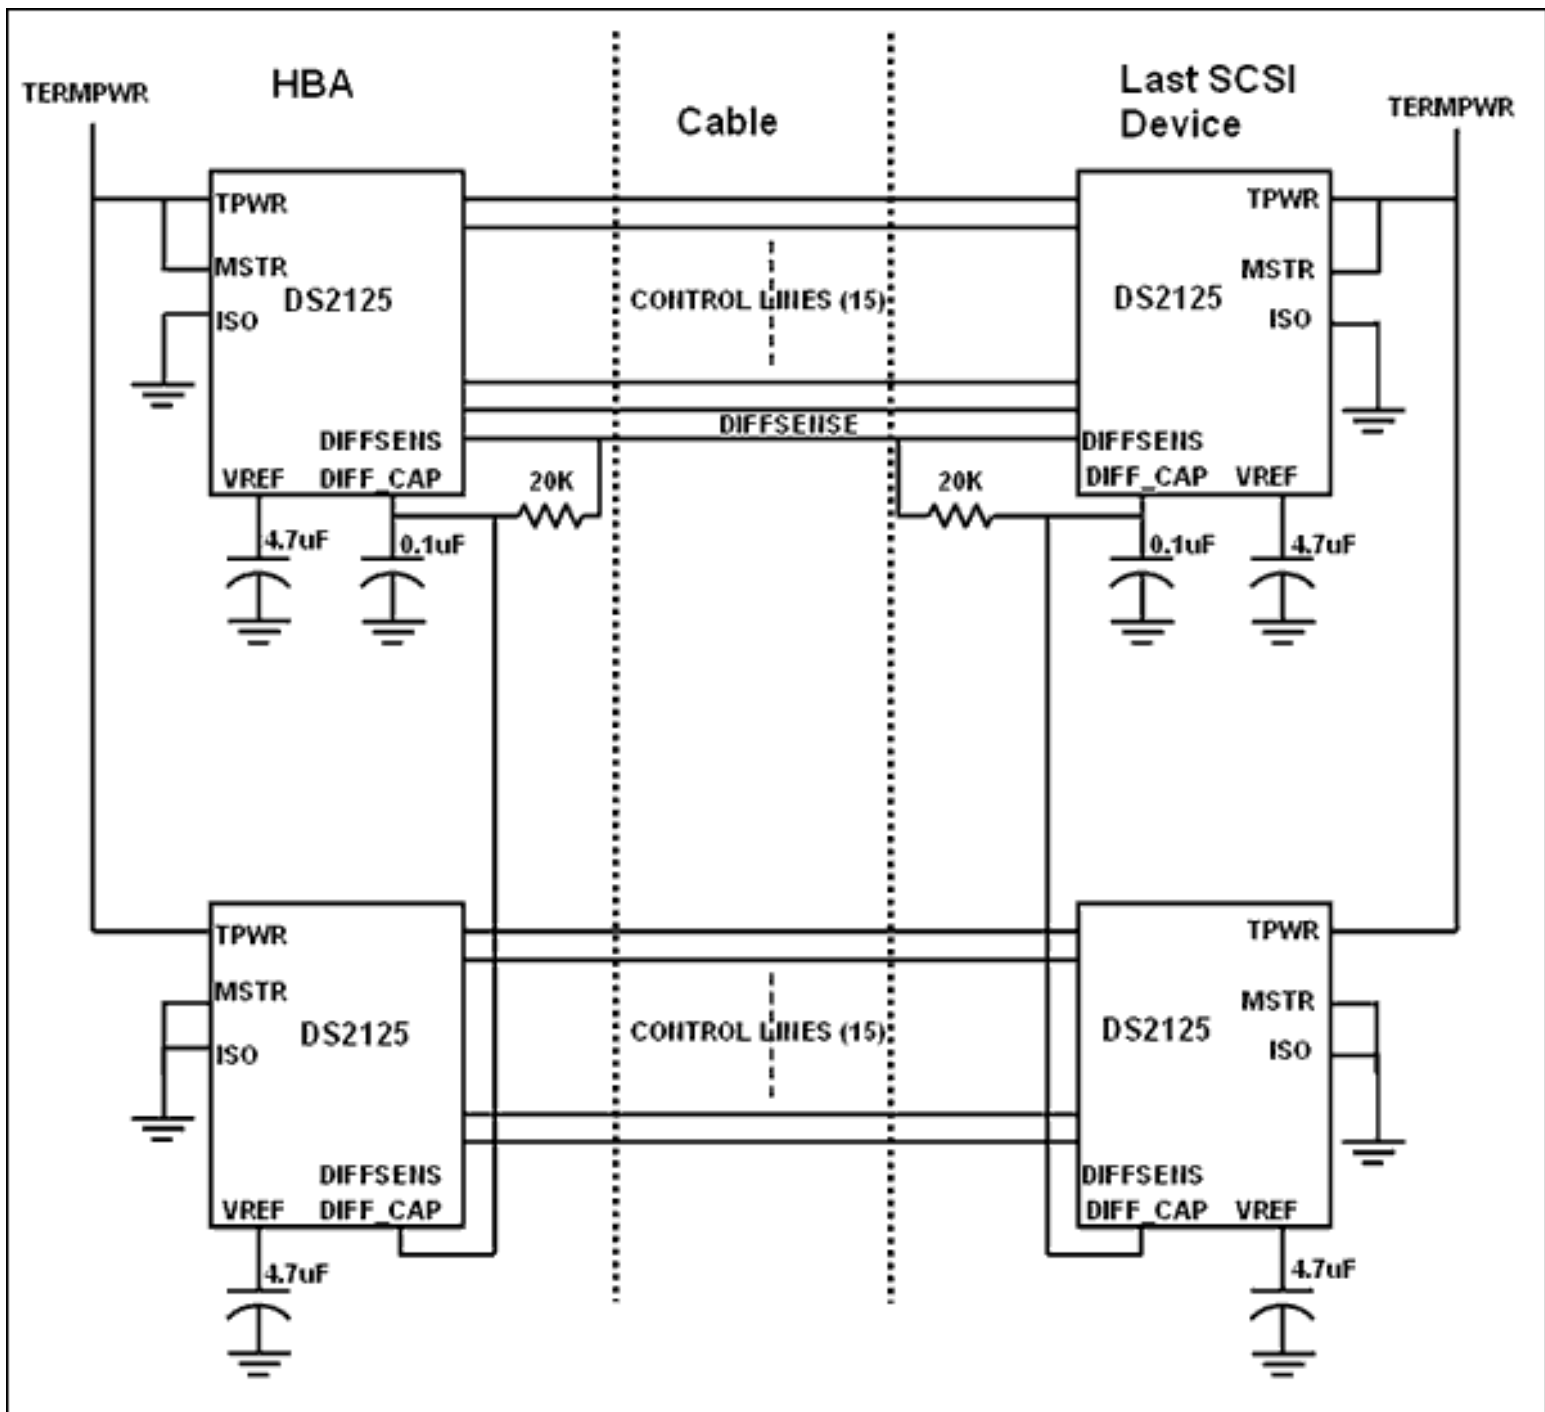 HBA
Last SCSI
Device
TERMPWR
Cable
TERMPWR
TPWR
MSTR
DS2125
ISO
DIFFSENS
VREF
DIFF_CAP
4.7uF
0.1uF
20K
CONTROL LINES (15)
DIFFSENSE
TPWR
MSTR
DS2125
ISO
DIFFSENS
DIFF_CAP
VREF
20K
0.1uF
4.7uF
TPWR
MSTR
DS2125
ISO
DIFFSENS
VREF
DIFF_CAP
4.7uF
CONTROL LINES (15)
TPWR
MSTR
DS2125
ISO
DIFFSENS
DIFF_CAP
VREF
4.7uF